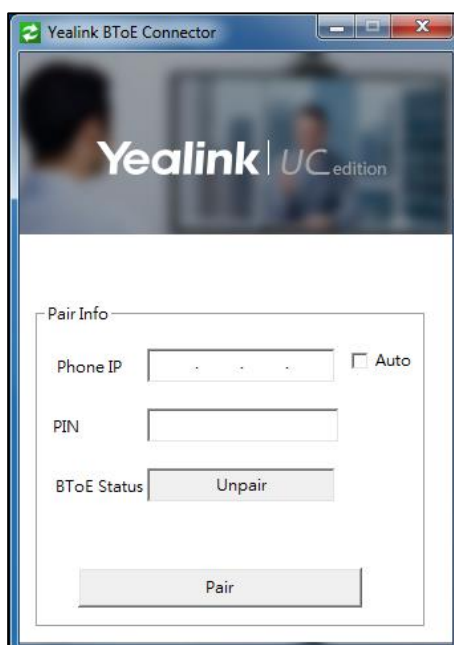 Yealink BToE Connector
Yealink | UC edition
Pair Info
Phone IP . . . Auto
PIN
BToE Status Unpair
Pair